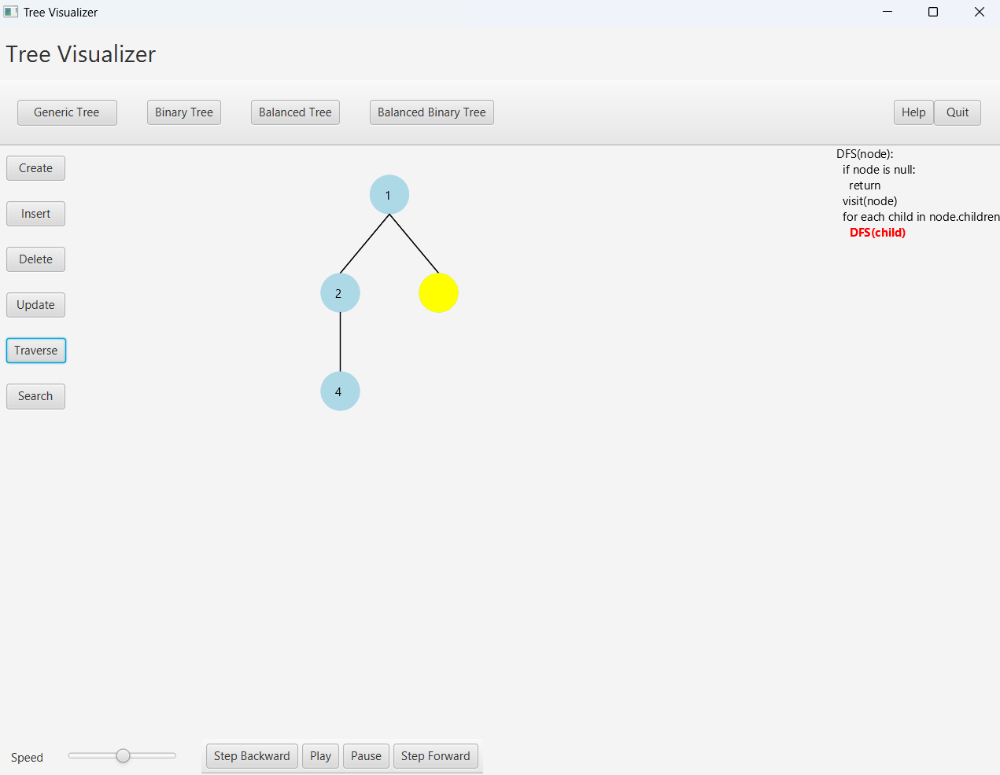 Tree Visualizer
Tree Visualizer
Generic Tree
Binary Tree
Balanced Tree
Balanced Binary Tree
Help
Quit
Create
Insert
Delete
Update
Traverse
Search
1
2
4
DFS(node):
if node is null:
return
visit(node)
for each child in node.children
DFS(child)
Speed
Step Backward
Play
Pause
Step Forward